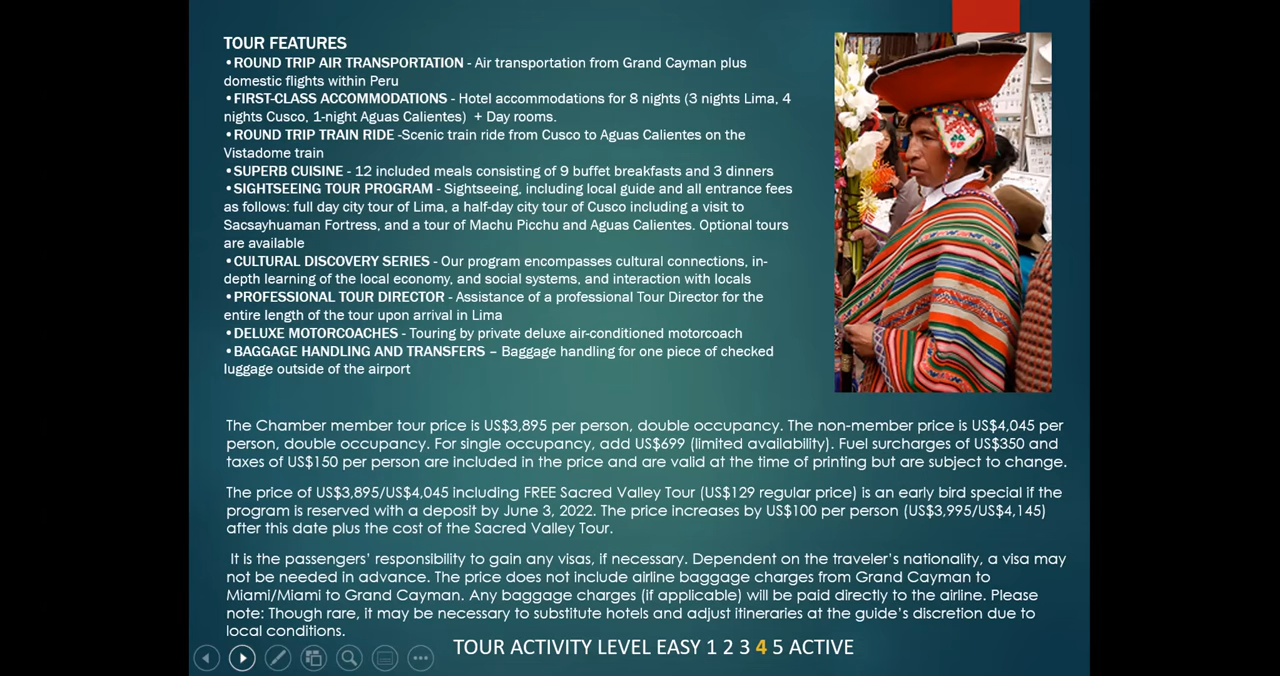 TOUR FEATURES
•ROUND TRIP AIR TRANSPORTATION - Air transportation from Grand Cayman plus
domestic flights within Peru
•FIRST-CLASS ACCOMMODATIONS - Hotel accommodations for 8 nights (3 nights Lima, 4
nights Cusco, 1-night Aguas Calientes) + Day rooms.
•ROUND TRIP TRAIN RIDE -Scenic train ride from Cusco to Aguas Calientes on the
Vistadome train
•SUPERB CUISINE - 12 included meals consisting of 9 buffet breakfasts and 3 dinners
•SIGHTSEEING TOUR PROGRAM - Sightseeing, including local guide and all entrance fees
as follows: full day city tour of Lima, a half-day city tour of Cusco including a visit to
Sacsayhuaman Fortress, and a tour of Machu Picchu and Aguas Calientes. Optional tours
are available
•CULTURAL DISCOVERY SERIES - Our program encompasses cultural connections, in-
depth learning of the local economy, and social systems, and interaction with locals
•PROFESSIONAL TOUR DIRECTOR - Assistance of a professional Tour Director for the
entire length of the tour upon arrival in Lima
•DELUXE MOTORCOACHES - Touring by private deluxe air-conditioned motorcoach
•BAGGAGE HANDLING AND TRANSFERS – Baggage handling for one piece of checked
luggage outside of the airport
The Chamber member tour price is US$3,895 per person, double occupancy. The non-member price is US$4,045 per
person, double occupancy. For single occupancy, add US$699 (limited availability). Fuel surcharges of US$350 and
taxes of US$150 per person are included in the price and are valid at the time of printing but are subject to change.
The price of US$3,895/US$4,045 including FREE Sacred Valley Tour (US$129 regular price) is an early bird special if the
program is reserved with a deposit by June 3, 2022. The price increases by US$100 per person (US$3,995/US$4,145)
after this date plus the cost of the Sacred Valley Tour.
It is the passengers' responsibility to gain any visas, if necessary. Dependent on the traveler's nationality, a visa may
not be needed in advance. The price does not include airline baggage charges from Grand Cayman to
Miami/Miami to Grand Cayman. Any baggage charges (if applicable) will be paid directly to the airline. Please
note: Though rare, it may be necessary to substitute hotels and adjust itineraries at the guide's discretion due to
local conditions.
TOUR ACTIVITY LEVEL EASY 1 2 3 4 5 ACTIVE